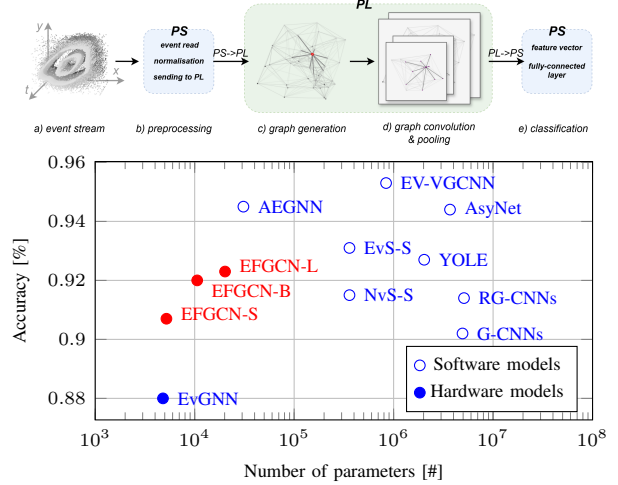 PL
PS
PS
y
x
t
event read
normalisation
sending to PL
PS->PL
PL->PS
feature vector
fully-connected
layer
a) event stream
b) preprocessing
c) graph generation
d) graph convolution
& pooling
e) classification
0.96
0.94
0.92
0.9
0.88
Accuracy [%]
EV-VGCNN
AEGNN
AsyNet
EvS-S
YOLE
EFGCN-L
EFGCN-B
NvS-S
RG-CNNs
EFGCN-S
G-CNNs
EvGNN
Software models
Hardware models
10^3
10^4
10^5
10^6
10^7
10^8
Number of parameters [#]